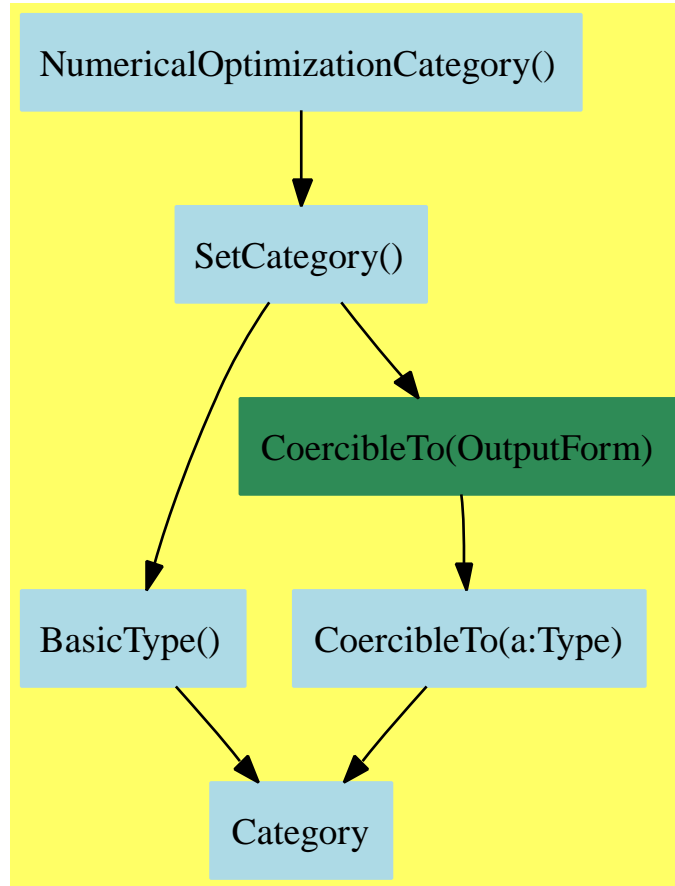 NumericalOptimizationCategory()
SetCategory()
CoercibleTo(OutputForm)
BasicType()
CoercibleTo(a:Type)
Category